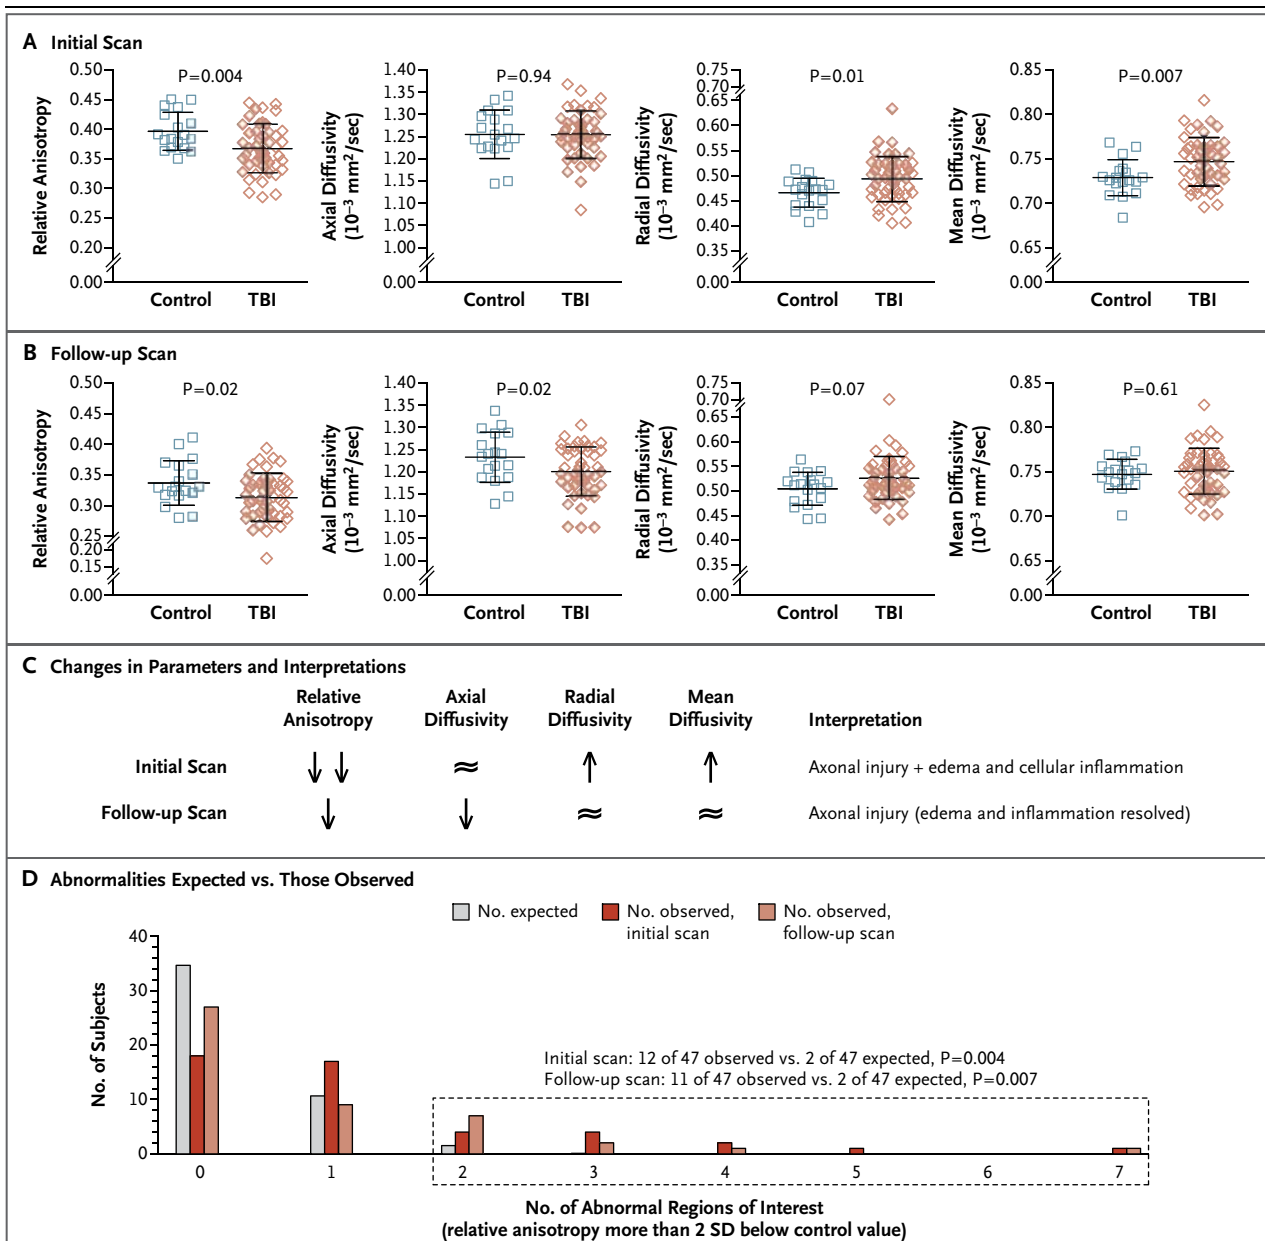 A Initial Scan
Relative Anisotropy
0.50
0.45
0.40
0.35
0.30
0.25
0.20
0.00
P=0.004
Control TBI
Axial Diffusivity
(10⁻³ mm²/sec)
1.40
1.35
1.30
1.25
1.20
1.15
1.10
1.05
1.00
0.00
P=0.94
Control TBI
Radial Diffusivity
(10⁻³ mm²/sec)
0.75
0.70
0.65
0.60
0.55
0.50
0.45
0.40
0.35
0.00
P=0.01
Control TBI
Mean Diffusivity
(10⁻³ mm²/sec)
0.85
0.80
0.75
0.70
0.65
0.00
P=0.007
Control TBI
B Follow-up Scan
Relative Anisotropy
0.50
0.45
0.40
0.35
0.30
0.25
0.20
0.15
0.00
P=0.02
Control TBI
Axial Diffusivity
(10⁻³ mm²/sec)
1.40
1.35
1.30
1.25
1.20
1.15
1.10
1.05
1.00
0.00
P=0.02
Control TBI
Radial Diffusivity
(10⁻³ mm²/sec)
0.75
0.70
0.65
0.60
0.55
0.50
0.45
0.40
0.35
0.00
P=0.07
Control TBI
Mean Diffusivity
(10⁻³ mm²/sec)
0.85
0.80
0.75
0.70
0.65
0.00
P=0.61
Control TBI
C Changes in Parameters and Interpretations
Relative Anisotropy
Axial Diffusivity
Radial Diffusivity
Mean Diffusivity
Interpretation
Initial Scan ↓↓ ≈ ↑ ↑ Axonal injury + edema and cellular inflammation
Follow-up Scan ↓ ↓ ≈ ≈ Axonal injury (edema and inflammation resolved)
D Abnormalities Expected vs. Those Observed
No. expected
No. observed,
initial scan
No. observed,
follow-up scan
No. of Subjects
40
30
20
10
0
Initial scan: 12 of 47 observed vs. 2 of 47 expected, P=0.004
Follow-up scan: 11 of 47 observed vs. 2 of 47 expected, P=0.007
0 1 2 3 4 5 6 7
No. of Abnormal Regions of Interest
(relative anisotropy more than 2 SD below control value)